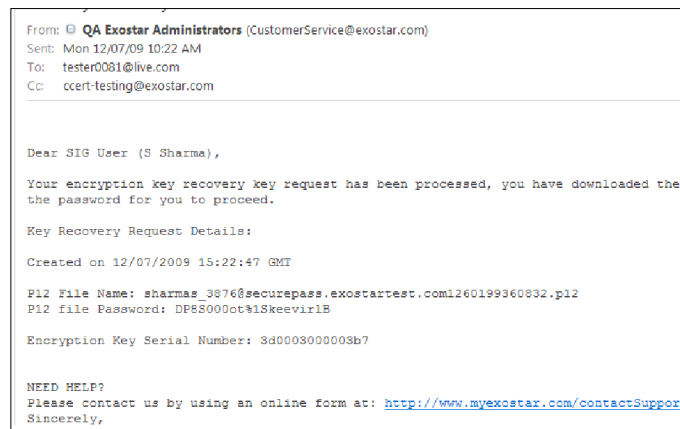 From: QA Exostar Administrators (CustomerService@exostar.com)
Sent: Mon 12/07/09 10:22 AM
To: tester0081@live.com
Cc: ccert-testing@exostar.com
Dear SIG User (S Sharma),
Your encryption key recovery key request has been processed, you have downloaded the
the password for you to proceed.
Key Recovery Request Details:
Created on 12/07/2009 15:22:47 GMT
P12 File Name: sharmas_3876@securepass.exostartest.com1260199360832.p12
P12 file Password: DP8S000ot%1SkeevirlB
Encryption Key Serial Number: 3d0003000003b7
NEED HELP?
Please contact us by using an online form at: http://www.myexostar.com/contactSuppor
Sincerely,